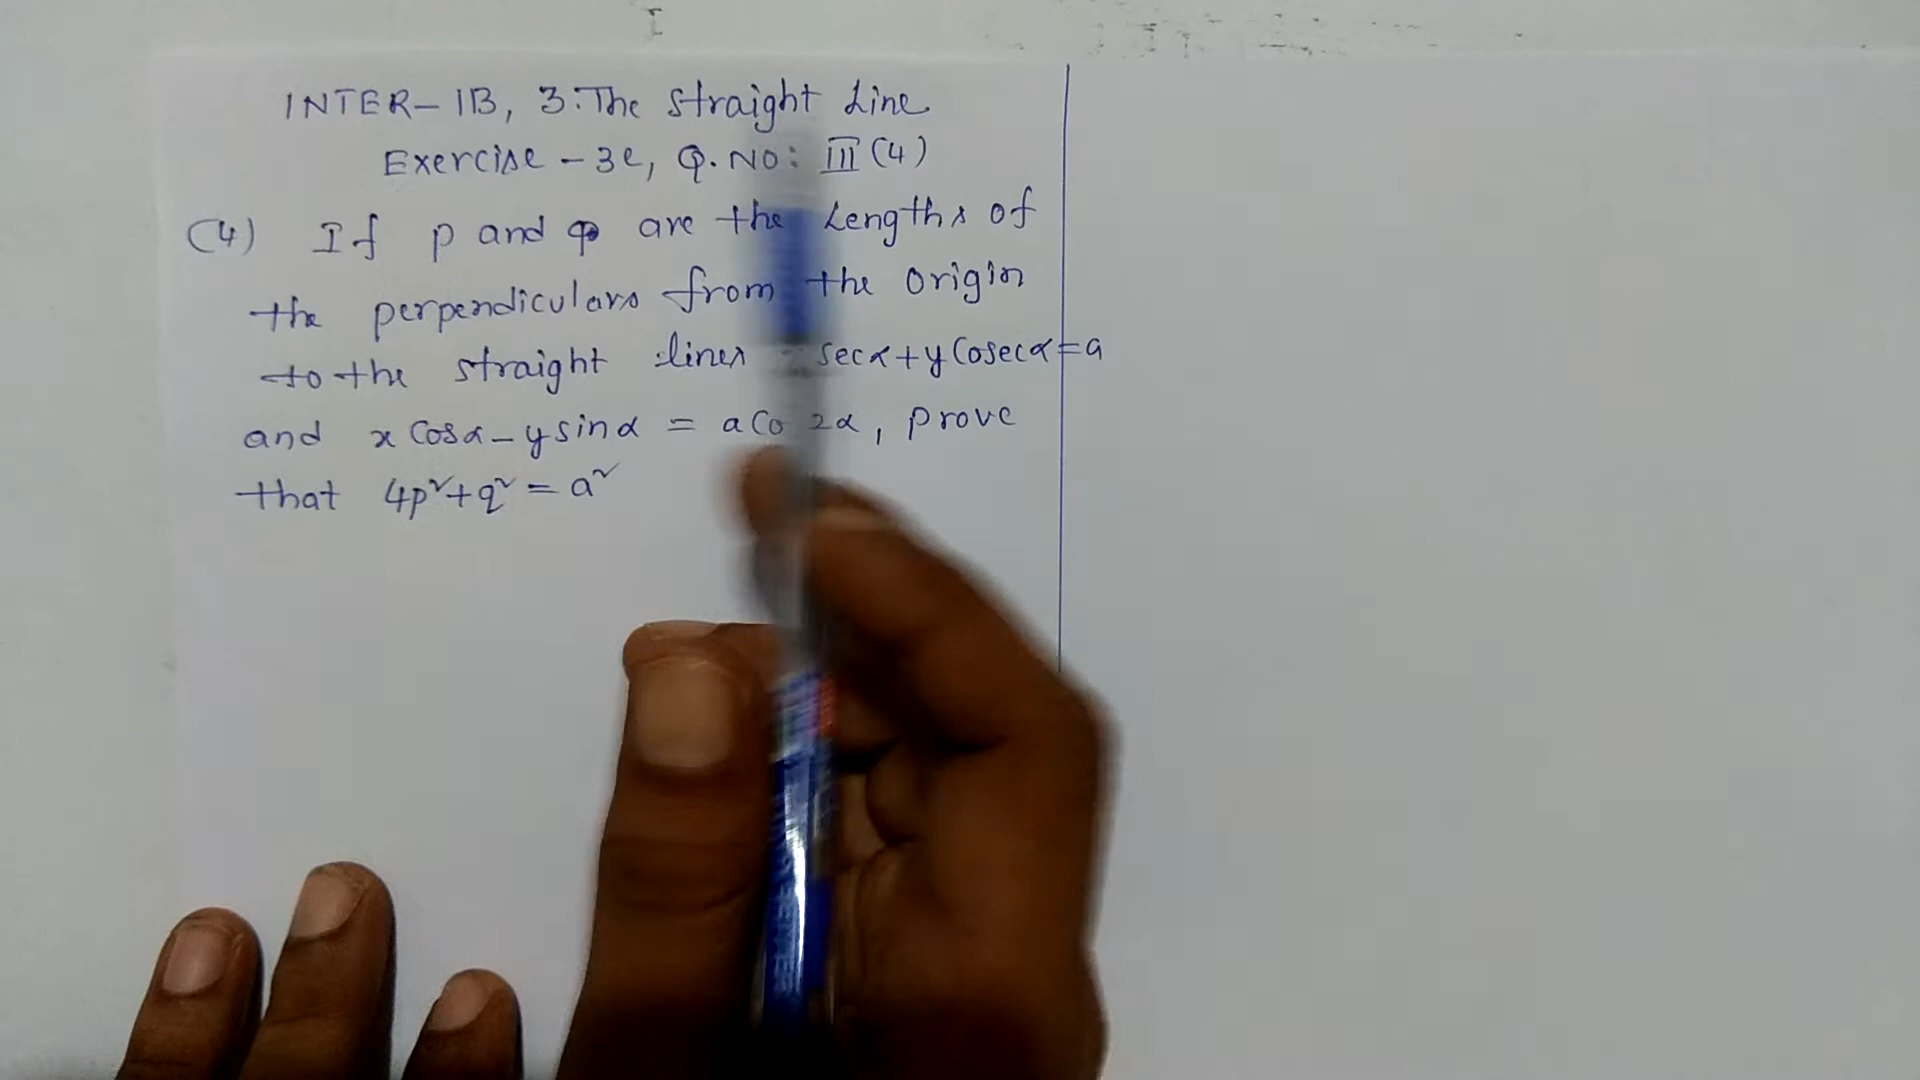 INTER-IB, 3:The straight Line
Exercise - 3e, Q.NO: III (4)
(4) If p and q are the Lengths of
the perpendiculars from the origin
to the straight lines secα+y Cosecα=a
and x Cosα-y sinα = a Co 2α, prove
that 4p²+q² = a²